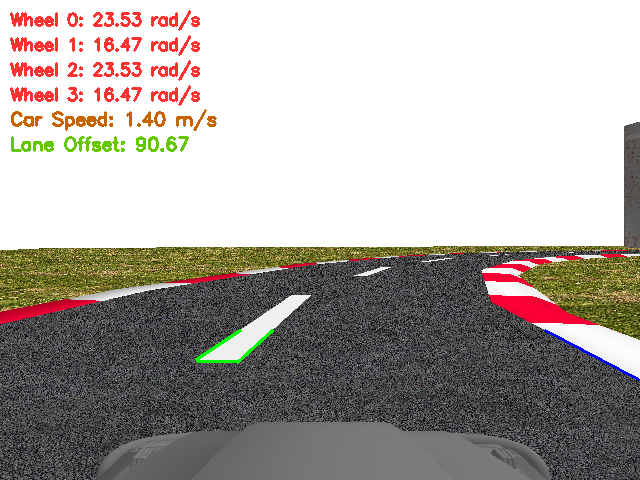 Wheel 0: 23.53 rad/s
Wheel 1: 16.47 rad/s
Wheel 2: 23.53 rad/s
Wheel 3: 16.47 rad/s
Car Speed: 1.40 m/s
Lane Offset: 90.67